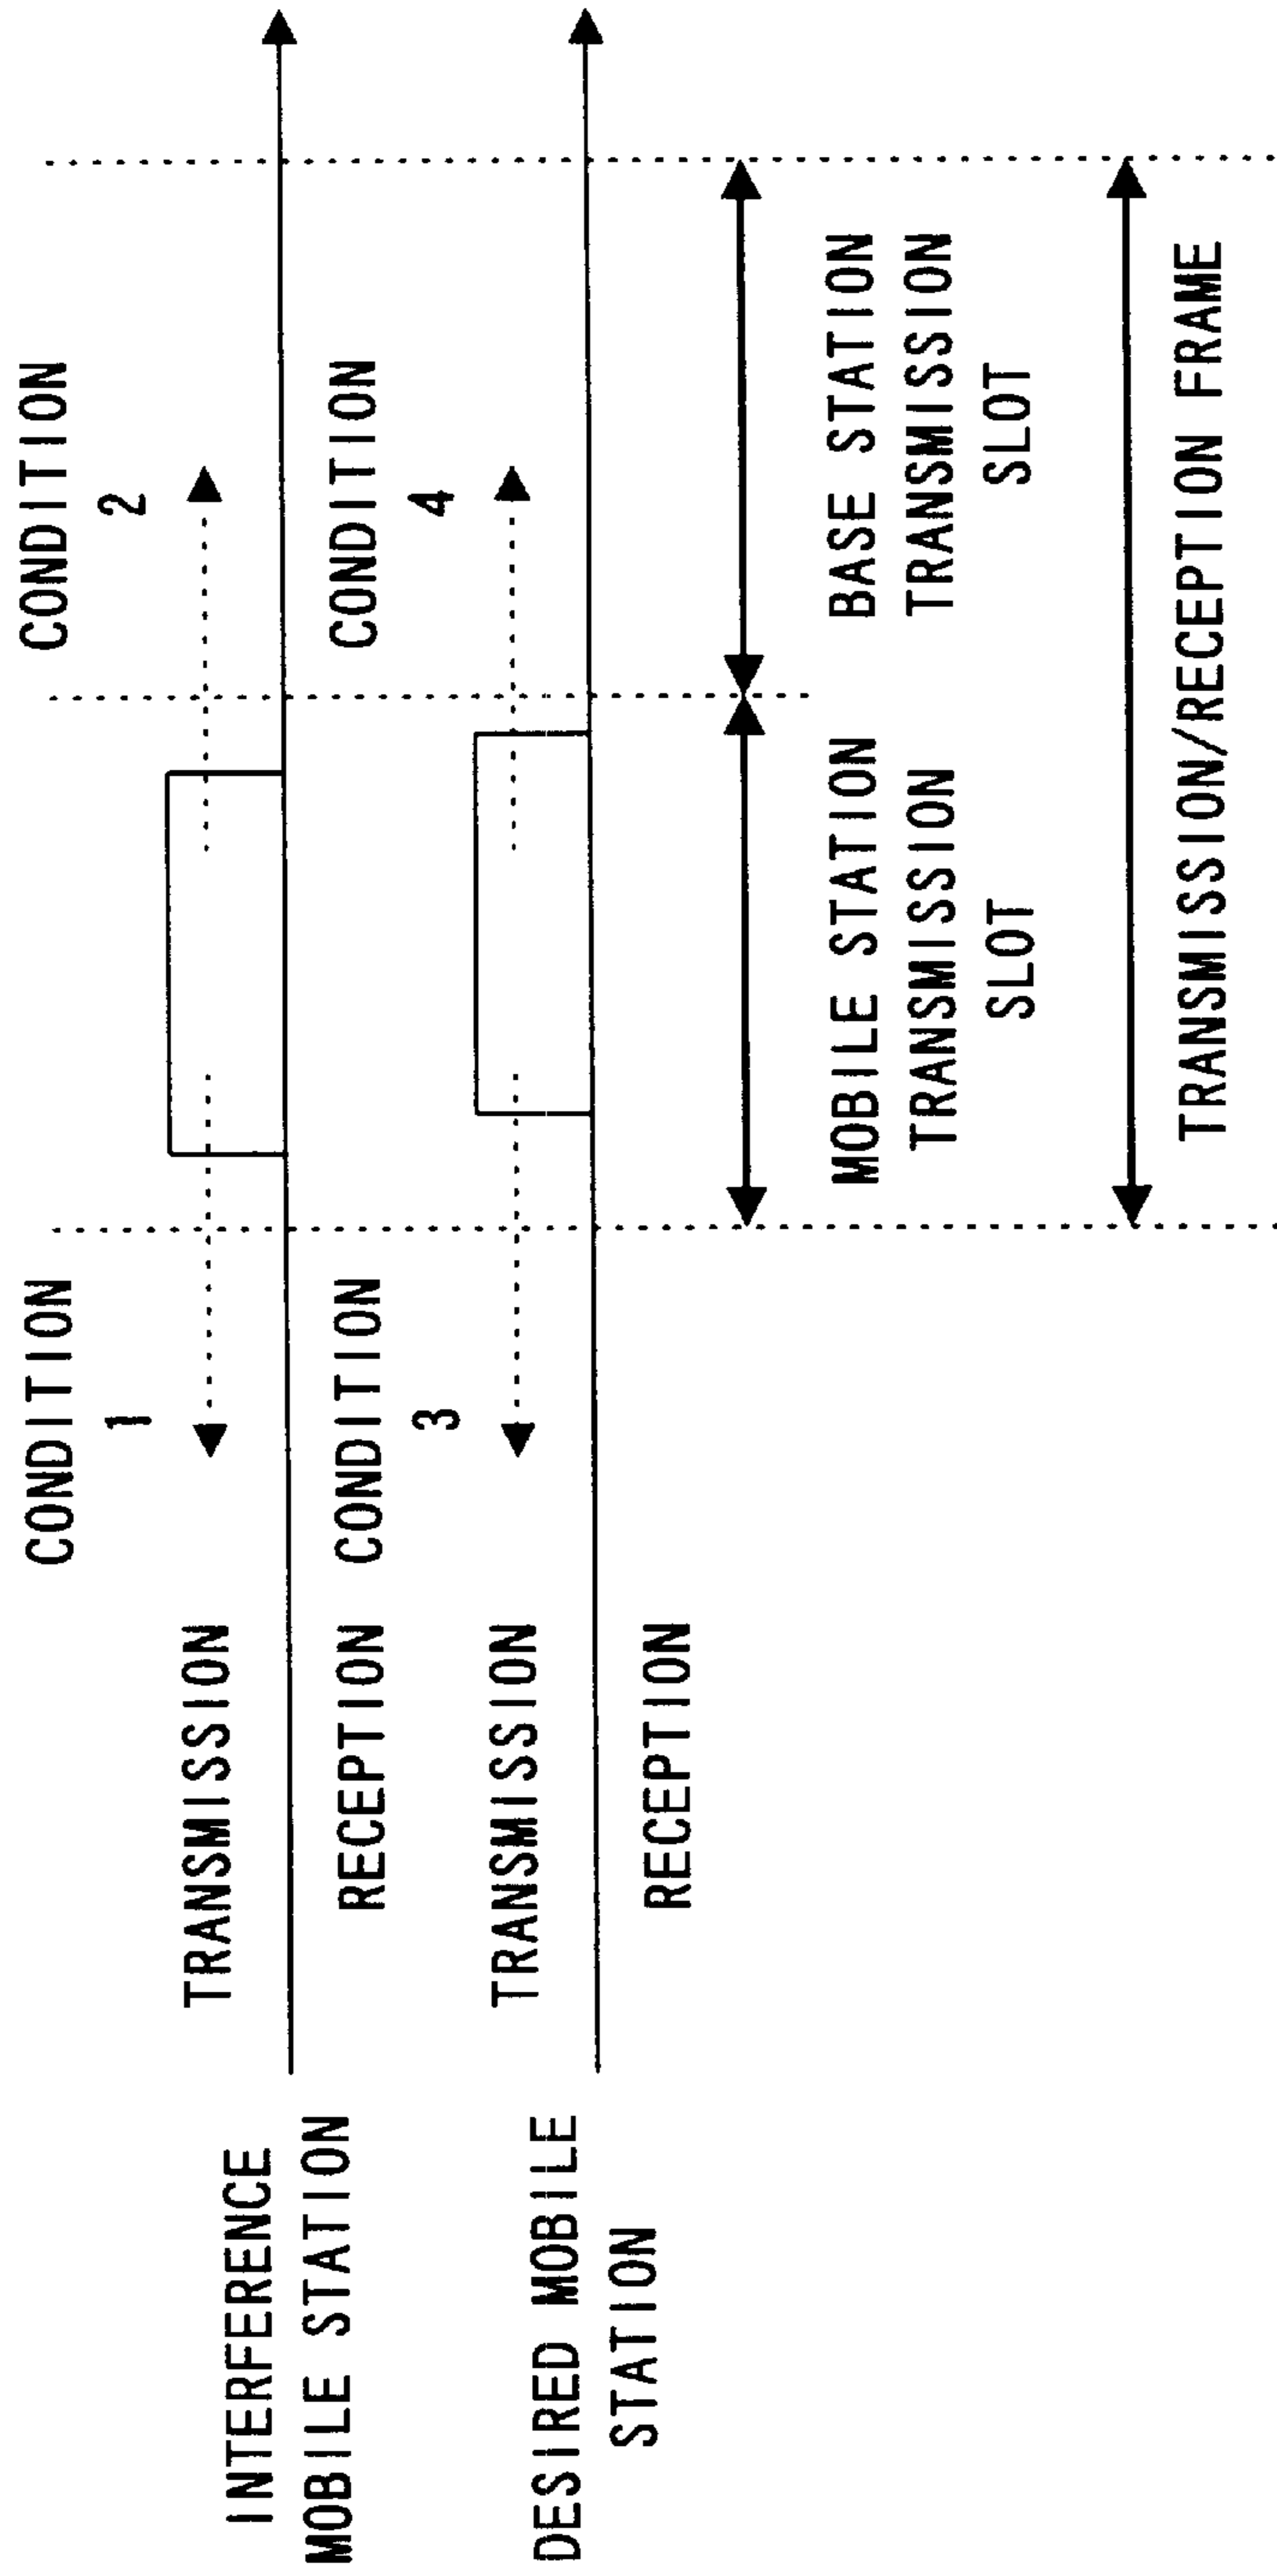 CONDITION
1
CONDITION
2
TRANSMISSION
INTERFERENCE
MOBILE STATION
RECEPTION
CONDITION
3
CONDITION
4
TRANSMISSION
DESIRED MOBILE
STATION
RECEPTION
MOBILE STATION
TRANSMISSION
SLOT
BASE STATION
TRANSMISSION
SLOT
TRANSMISSION/RECEPTION FRAME